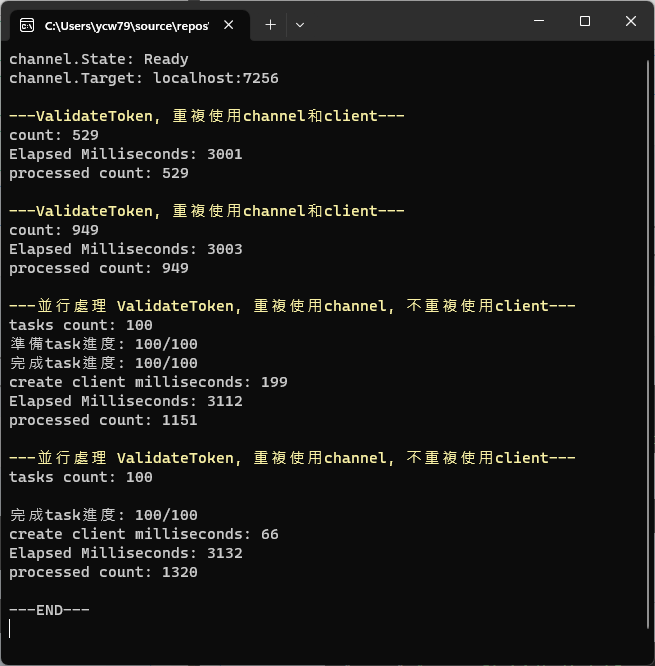 C:\Users\ycw79\source\repos\
channel.State: Ready
channel.Target: localhost:7256
---ValidateToken, 重複使用channel和client---
count: 529
Elapsed Milliseconds: 3001
processed count: 529
---ValidateToken, 重複使用channel和client---
count: 949
Elapsed Milliseconds: 3003
processed count: 949
---並行處理 ValidateToken, 重複使用channel, 不重複使用client---
tasks count: 100
準備task進度: 100/100
完成task進度: 100/100
create client milliseconds: 199
Elapsed Milliseconds: 3112
processed count: 1151
---並行處理 ValidateToken, 重複使用channel, 不重複使用client---
tasks count: 100
完成task進度: 100/100
create client milliseconds: 66
Elapsed Milliseconds: 3132
processed count: 1320
---END---